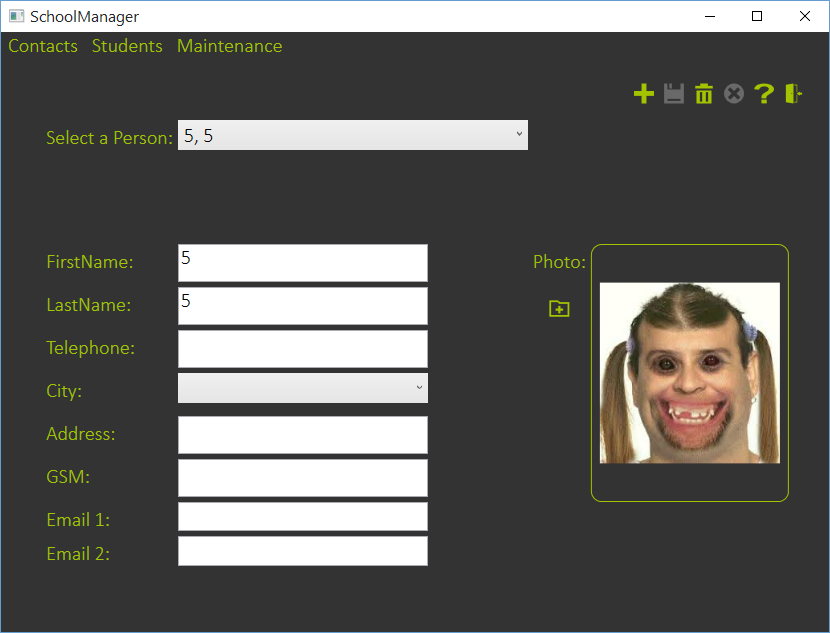 SchoolManager
Contacts Students Maintenance
Select a Person: 5, 5
FirstName: 5
Photo:
LastName: 5
Telephone:
City:
Address:
GSM:
Email 1:
Email 2: